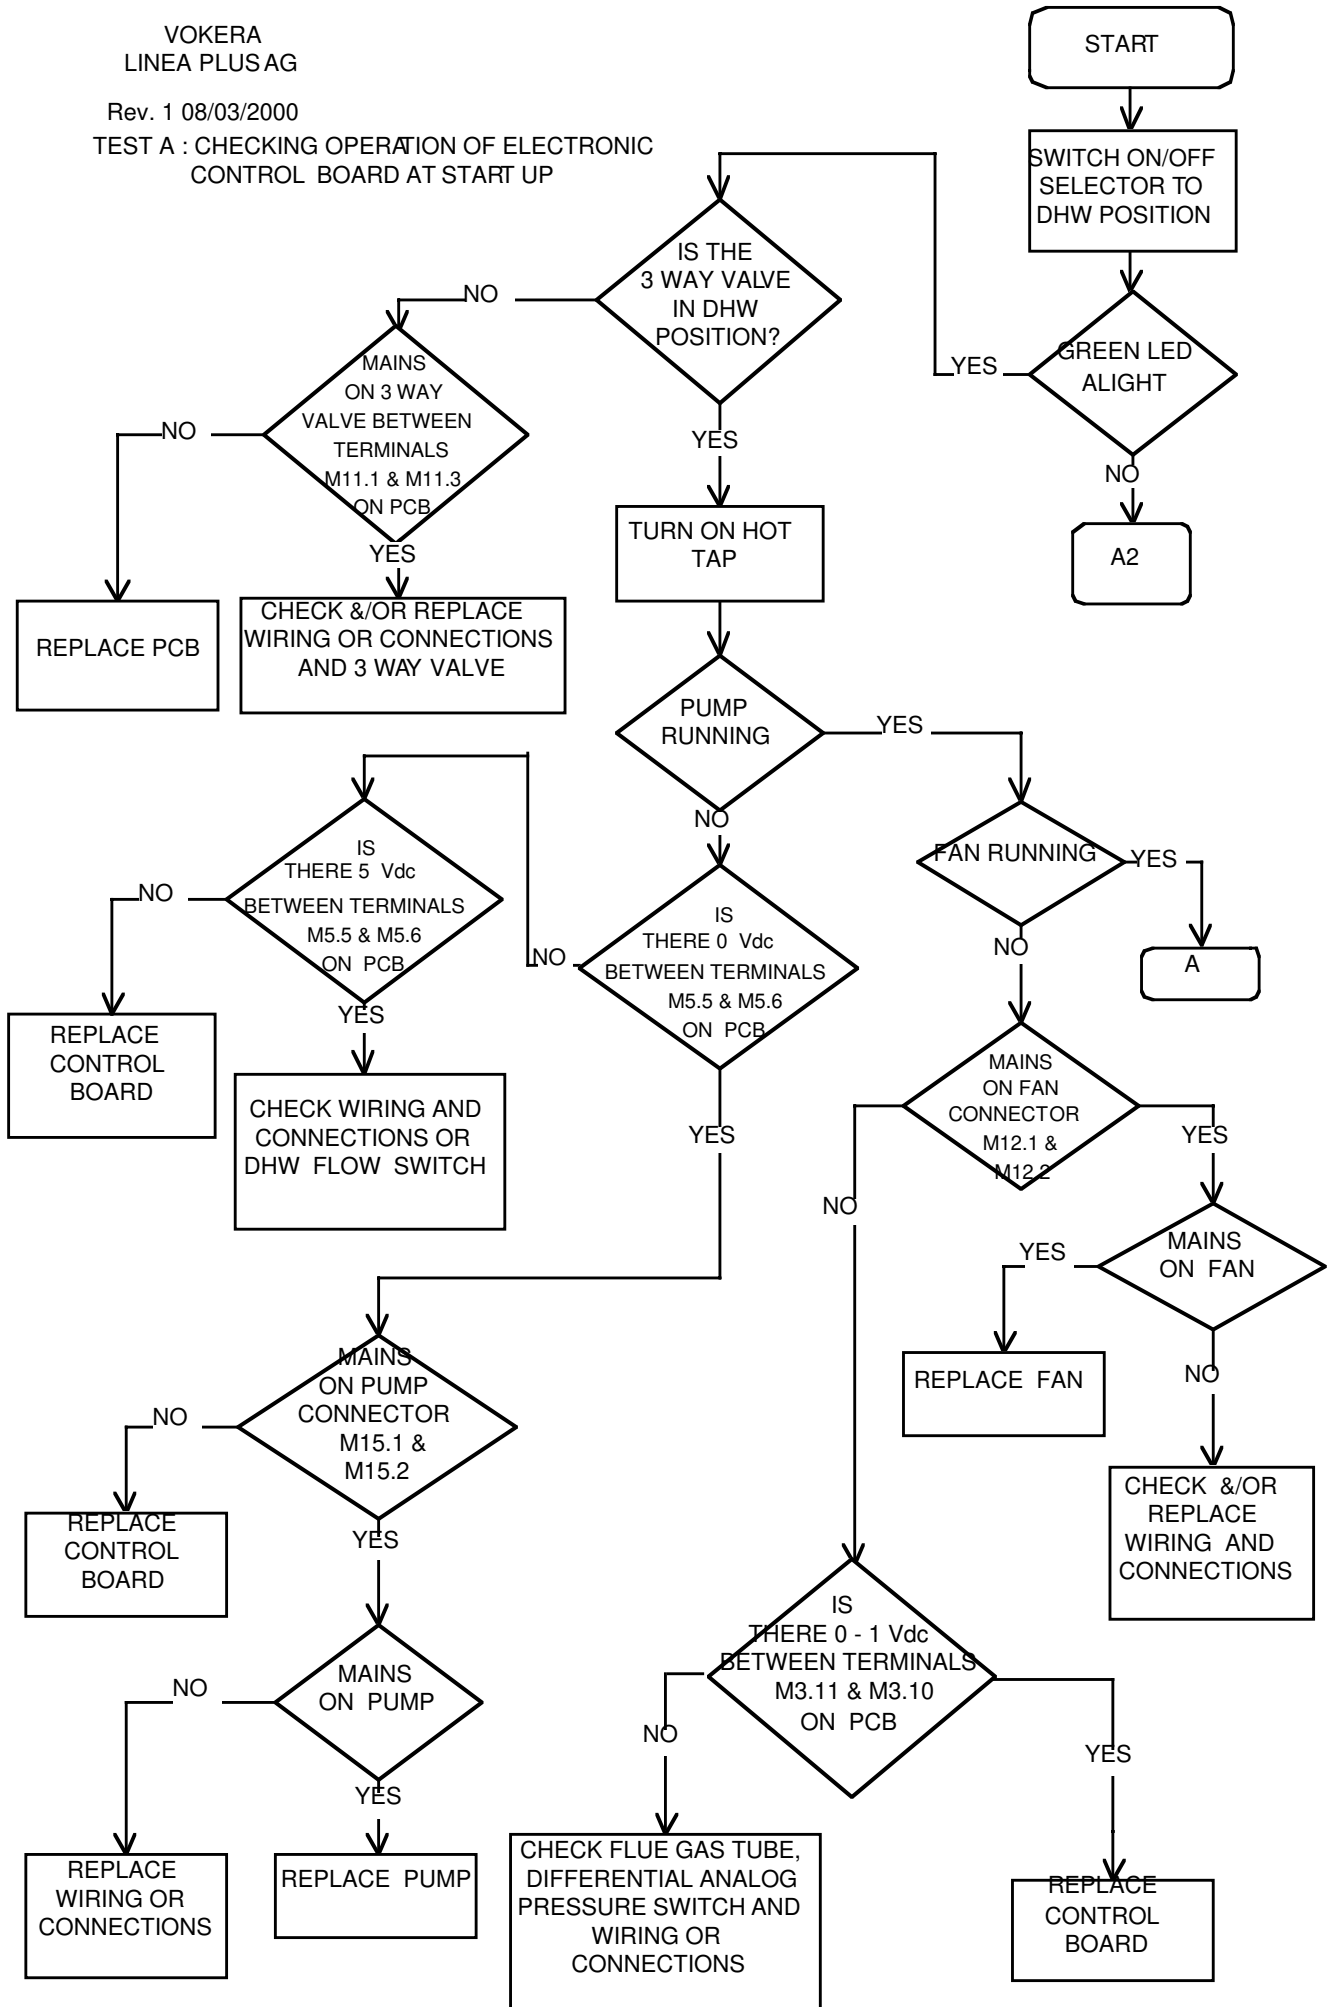 VOKERA
LINEA PLUS AG
Rev. 1 08/03/2000
TEST A : CHECKING OPERATION OF ELECTRONIC
CONTROL BOARD AT START UP
START
SWITCH ON/OFF
SELECTOR TO
DHW POSITION
GREEN LED
ALIGHT
YES
NO
A2
IS THE
3 WAY VALVE
IN DHW
POSITION?
NO
YES
MAINS
ON 3 WAY
VALVE BETWEEN
TERMINALS
M11.1 & M11.3
ON PCB
NO
YES
REPLACE PCB
CHECK &/OR REPLACE
WIRING OR CONNECTIONS
AND 3 WAY VALVE
TURN ON HOT
TAP
PUMP
RUNNING
YES
NO
FAN RUNNING
YES
NO
A
IS
THERE 0 Vdc
BETWEEN TERMINALS
M5.5 & M5.6
ON PCB
NO
YES
IS
THERE 5 Vdc
BETWEEN TERMINALS
M5.5 & M5.6
ON PCB
NO
YES
REPLACE
CONTROL
BOARD
CHECK WIRING AND
CONNECTIONS OR
DHW FLOW SWITCH
MAINS
ON FAN
CONNECTOR
M12.1 &
M12.2
YES
NO
MAINS
ON FAN
YES
NO
REPLACE FAN
CHECK &/OR
REPLACE
WIRING AND
CONNECTIONS
MAINS
ON PUMP
CONNECTOR
M15.1 &
M15.2
NO
YES
REPLACE
CONTROL
BOARD
MAINS
ON PUMP
NO
YES
REPLACE
WIRING OR
CONNECTIONS
REPLACE PUMP
IS
THERE 0 - 1 Vdc
BETWEEN TERMINALS
M3.11 & M3.10
ON PCB
NO
YES
CHECK FLUE GAS TUBE,
DIFFERENTIAL ANALOG
PRESSURE SWITCH AND
WIRING OR
CONNECTIONS
REPLACE
CONTROL
BOARD